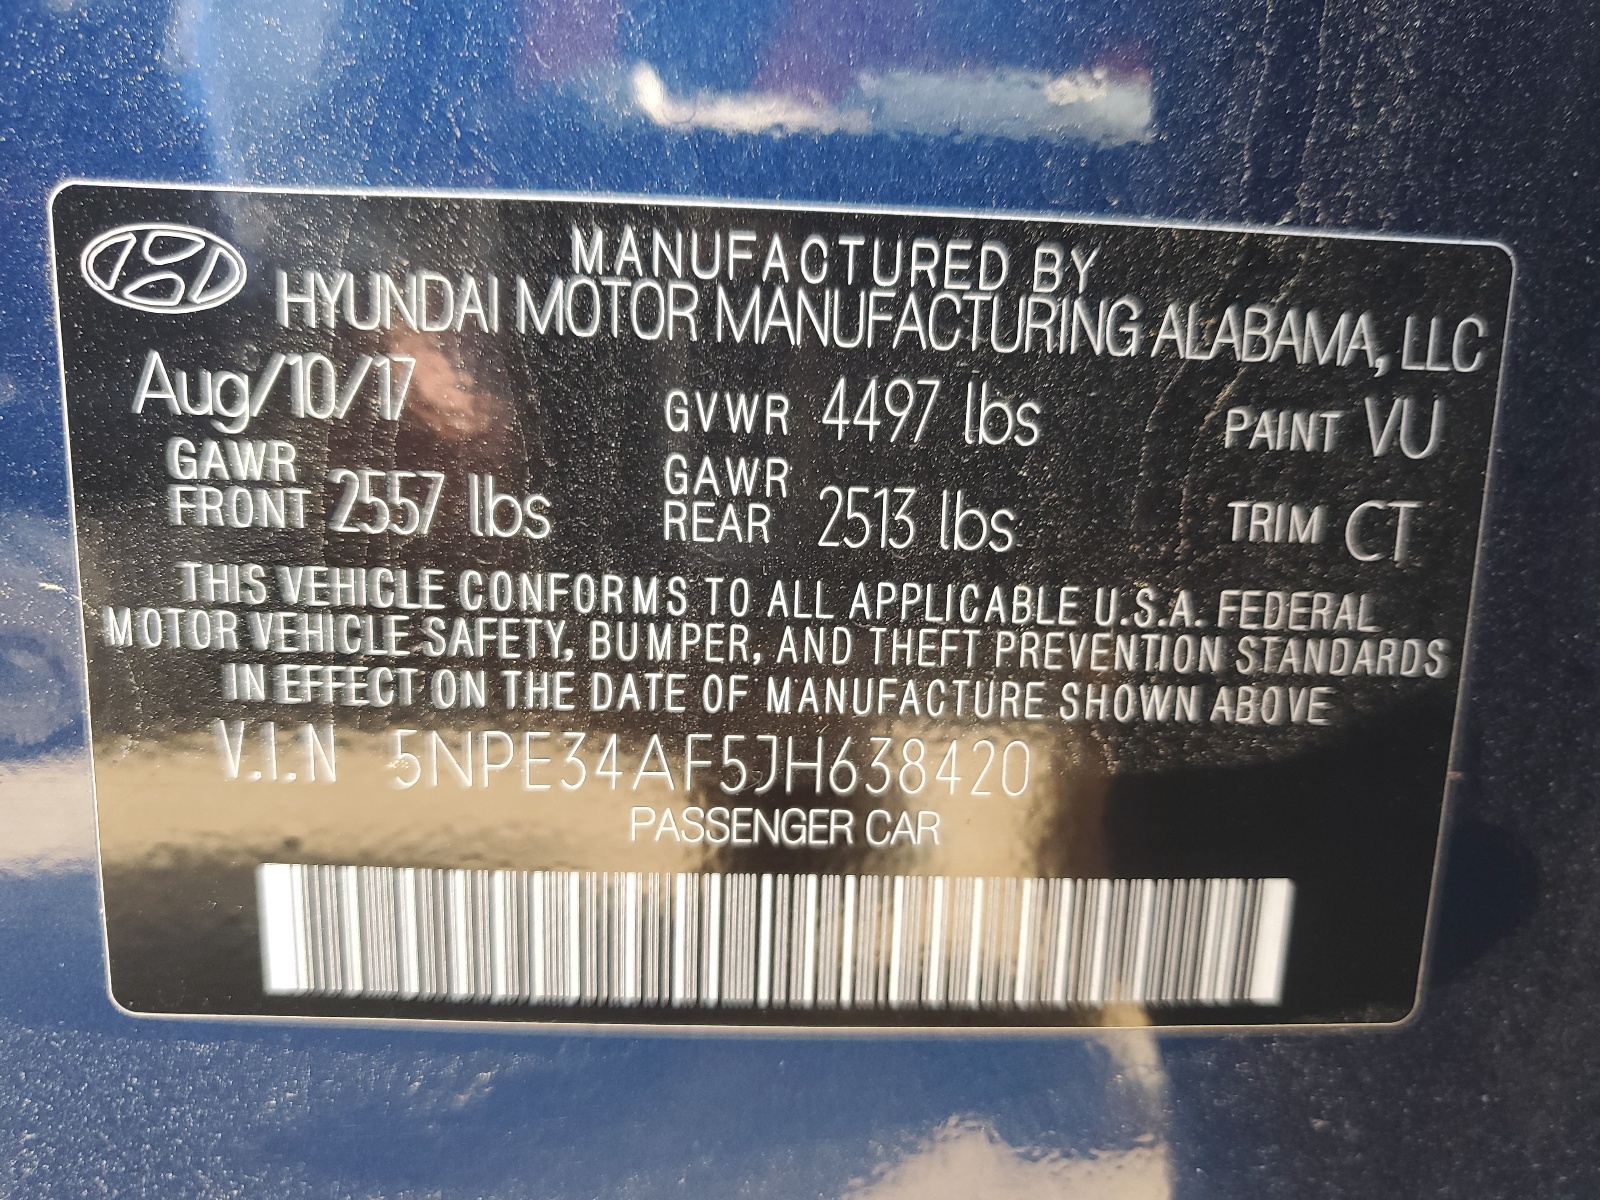 MANUFACTURED BY
HYUNDAI MOTOR MANUFACTURING ALABAMA, LLC
Aug/10/17 GVWR 4497 lbs PAINT VU
GAWR FRONT 2557 lbs GAWR REAR 2513 lbs TRIM CT
THIS VEHICLE CONFORMS TO ALL APPLICABLE U.S.A. FEDERAL
MOTOR VEHICLE SAFETY, BUMPER, AND THEFT PREVENTION STANDARDS
IN EFFECT ON THE DATE OF MANUFACTURE SHOWN ABOVE
V.I.N 5NPE34AF5JH638420
PASSENGER CAR